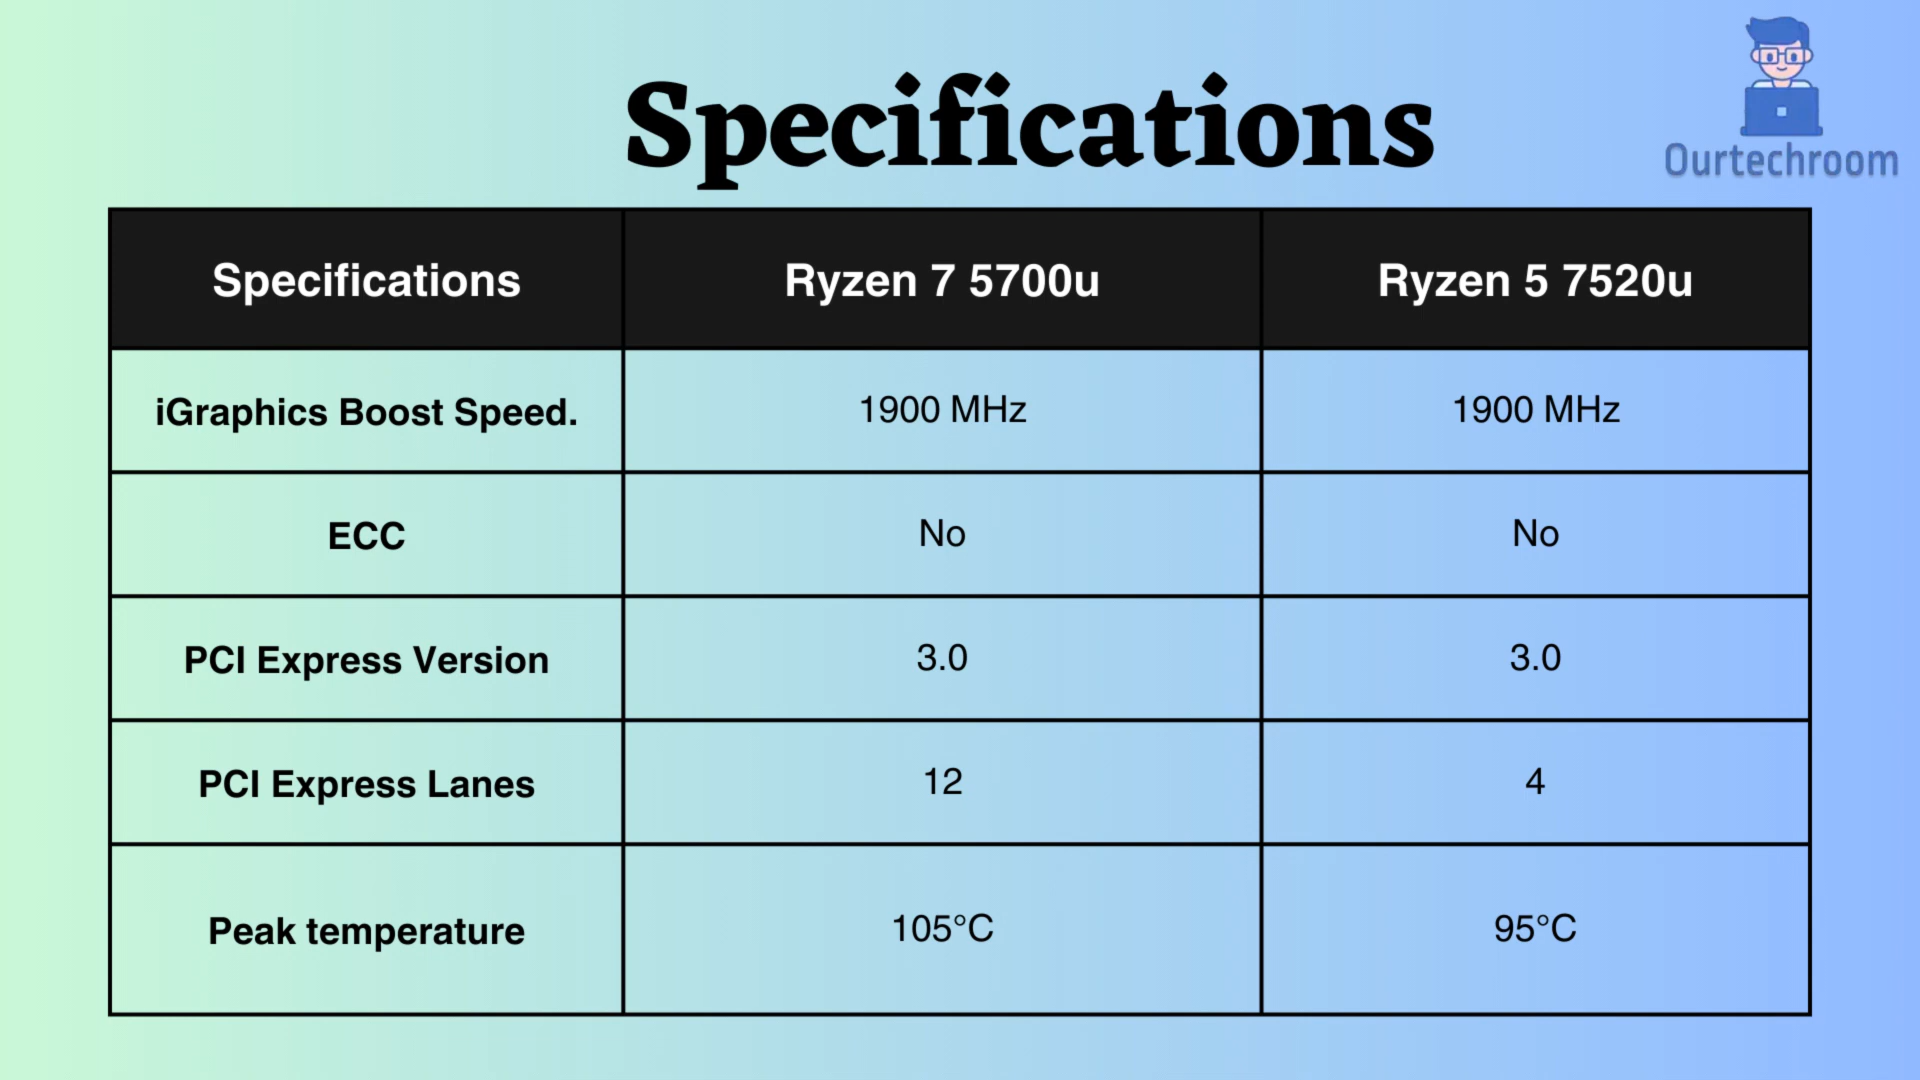 Specifications
Ourtechroom
Specifications Ryzen 7 5700u Ryzen 5 7520u
iGraphics Boost Speed. 1900 MHz 1900 MHz
ECC No No
PCI Express Version 3.0 3.0
PCI Express Lanes 12 4
Peak temperature 105°C 95°C